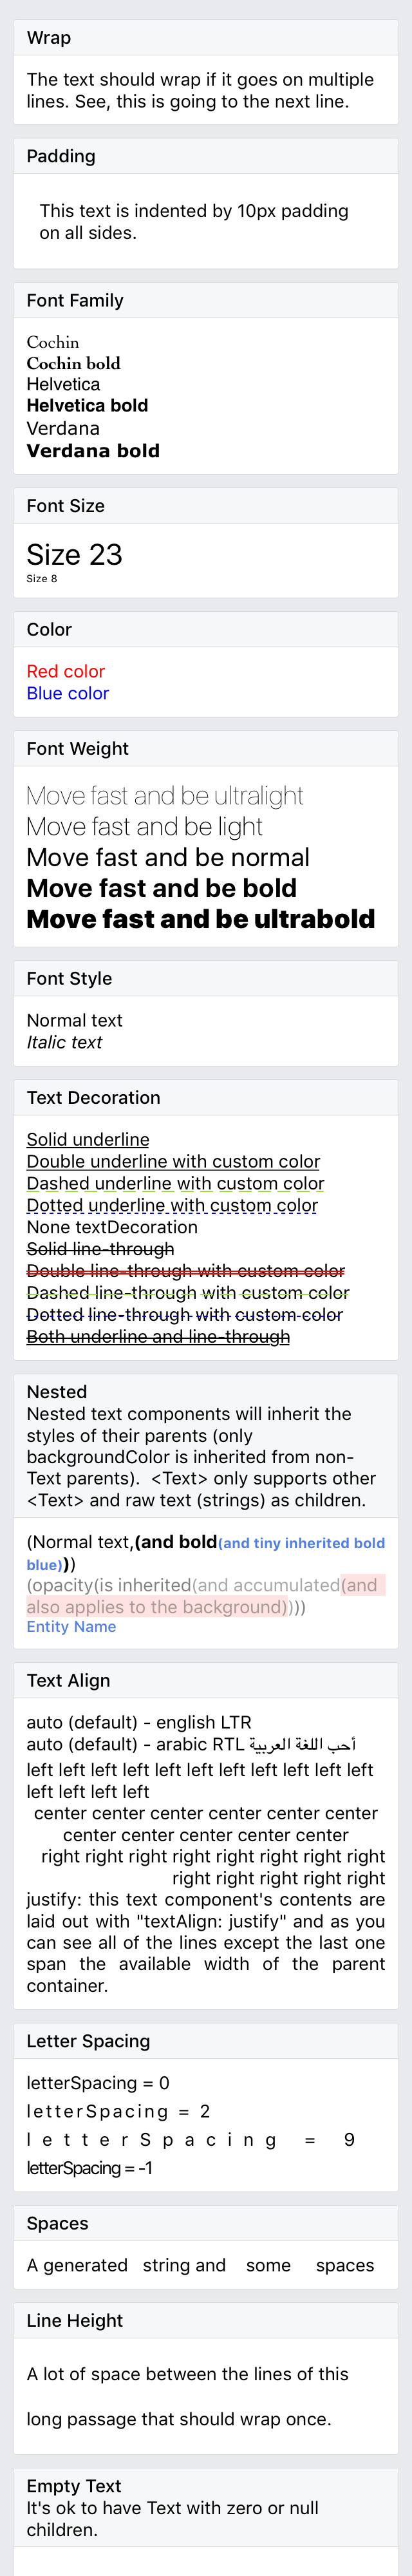 Wrap
The text should wrap if it goes on multiple
lines. See, this is going to the next line.
Padding
This text is indented by 10px padding
on all sides.
Font Family
Cochin
Cochin bold
Helvetica
Helvetica bold
Verdana
Verdana bold
Font Size
Size 23
Size 8
Color
Red color
Blue color
Font Weight
Move fast and be ultralight
Move fast and be light
Move fast and be normal
Move fast and be bold
Move fast and be ultrabold
Font Style
Normal text
Italic text
Text Decoration
Solid underline
Double underline with custom color
Dashed underline with custom color
Dotted underline with custom color
None textDecoration
Solid line-through
Double line-through with custom color
Dashed line-through with custom color
Dotted line-through with custom color
Both underline and line-through
Nested
Nested text components will inherit the
styles of their parents (only
backgroundColor is inherited from non-
Text parents).  <Text> only supports other
<Text> and raw text (strings) as children.
(Normal text,(and bold(and tiny inherited bold
blue)))
(opacity(is inherited(and accumulated(and
also applies to the background))))
Entity Name
Text Align
auto (default) - english LTR
auto (default) - arabic RTL أحب اللغة العربية
left left left left left left left left left left left
left left left left
center center center center center center
center center center center center
right right right right right right right right
right right right right right
justify: this text component's contents are
laid out with "textAlign: justify" and as you
can see all of the lines except the last one
span the available width of the parent
container.
Letter Spacing
letterSpacing = 0
letterSpacing = 2
letterSpacing = 9
letterSpacing = -1
Spaces
A generated   string and    some     spaces
Line Height
A lot of space between the lines of this
long passage that should wrap once.
Empty Text
It's ok to have Text with zero or null
children.